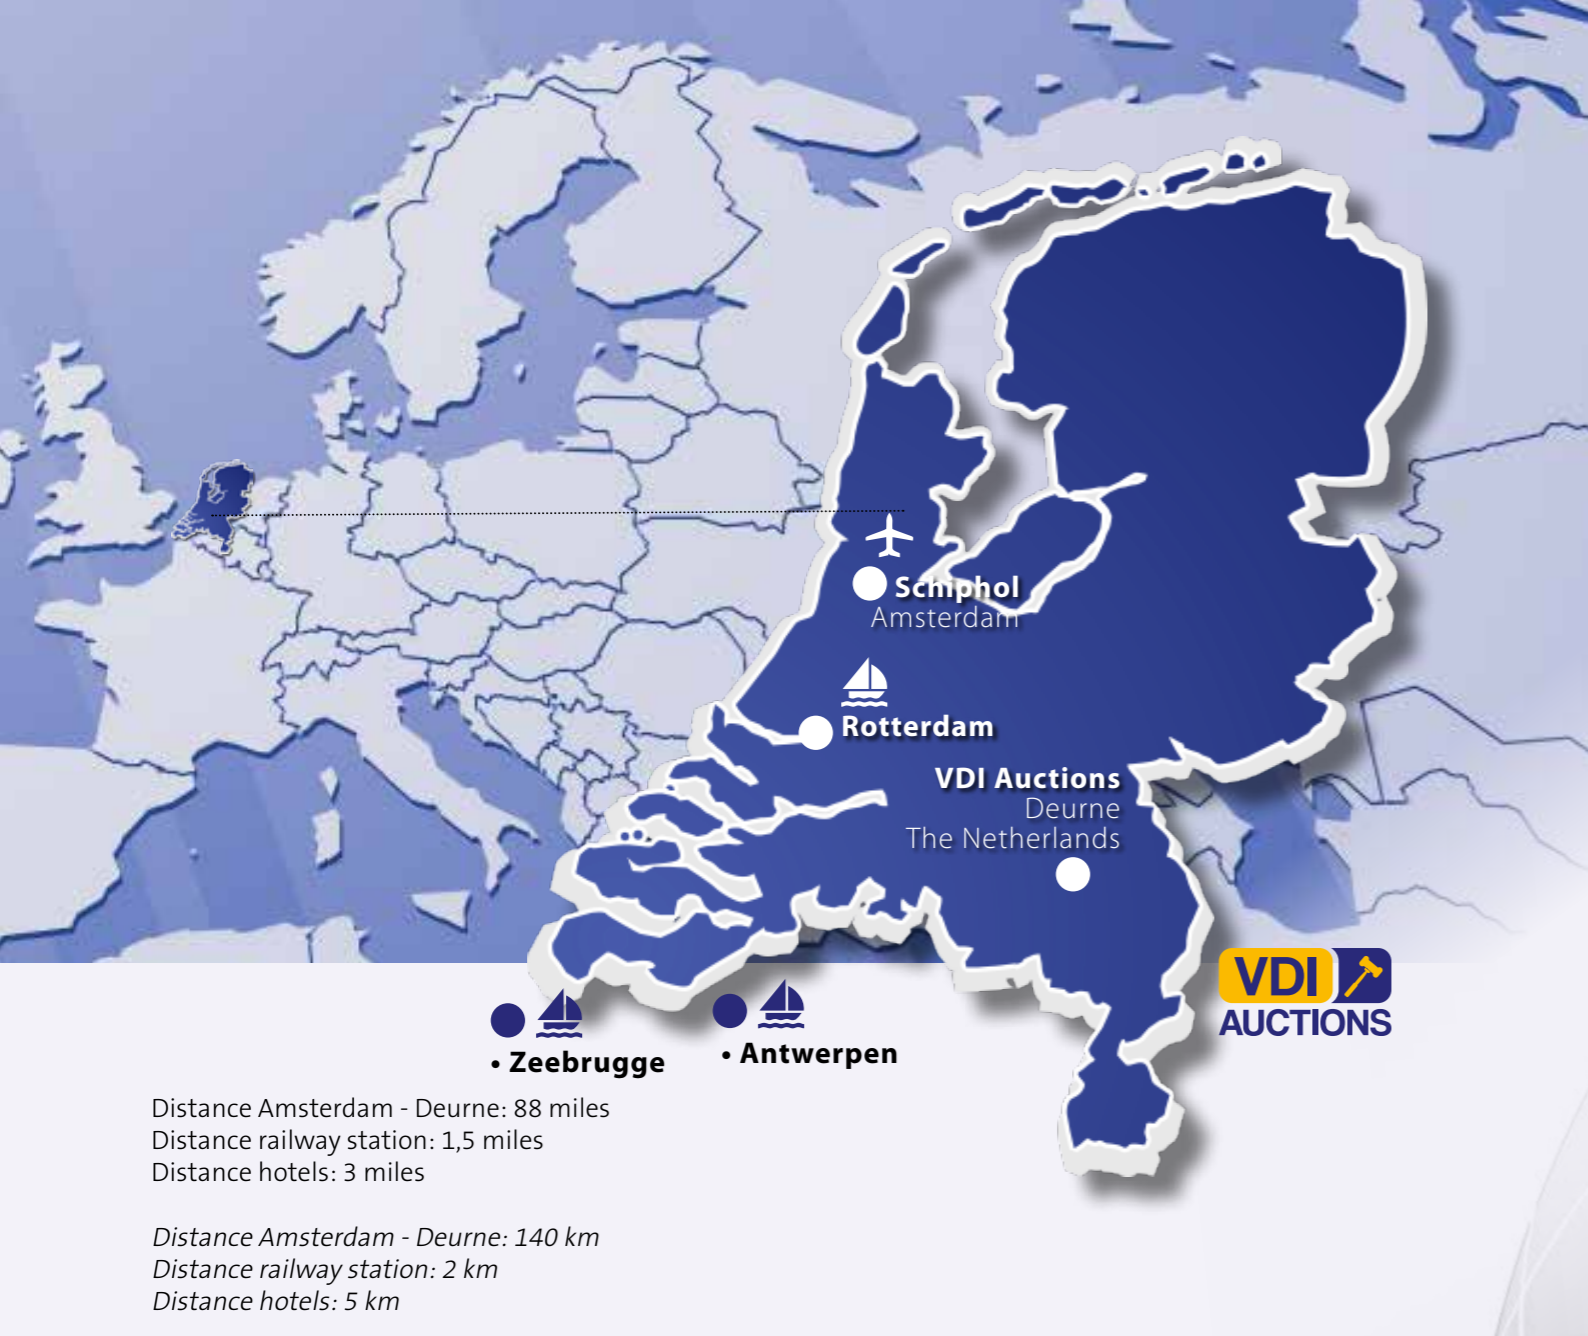 Schiphol
Amsterdam
Rotterdam
VDI Auctions
Deurne
The Netherlands
VDI
AUCTIONS
• Zeebrugge
• Antwerpen
Distance Amsterdam - Deurne: 88 miles
Distance railway station: 1,5 miles
Distance hotels: 3 miles
Distance Amsterdam - Deurne: 140 km
Distance railway station: 2 km
Distance hotels: 5 km